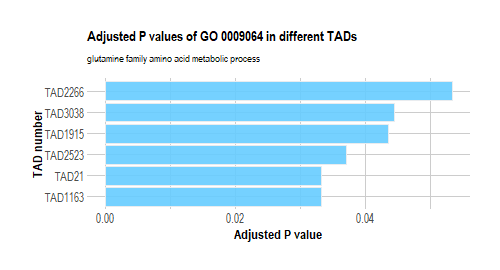 Adjusted P values of GO 0009064 in different TADs
glutamine family amino acid metabolic process
TAD number
TAD2266
TAD3038
TAD1915
TAD2523
TAD21
TAD1163
0.00 0.02 0.04
Adjusted P value